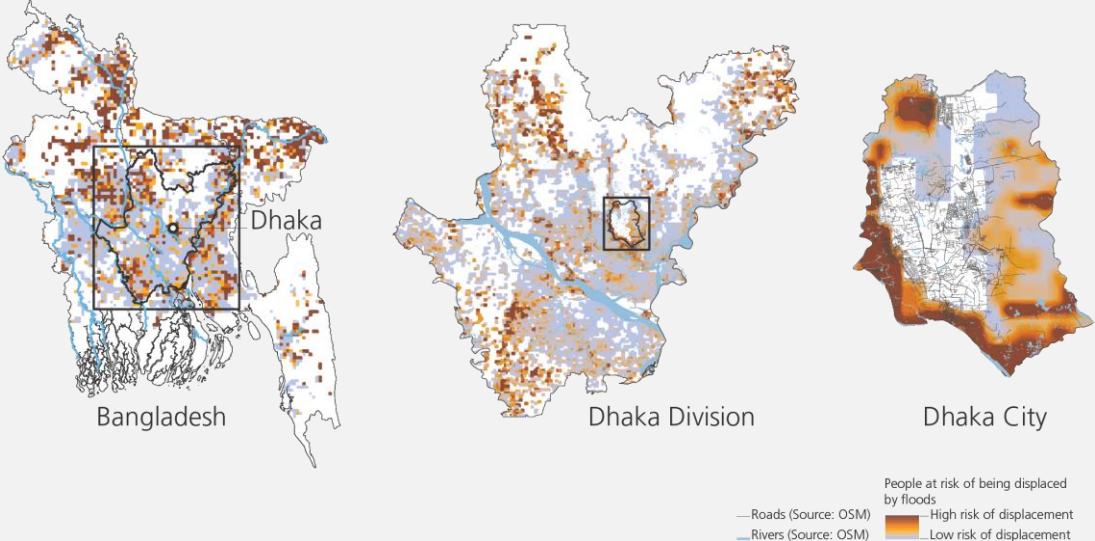 Dhaka
Bangladesh
Dhaka Division
Dhaka City
People at risk of being displaced
by floods
Roads (Source: OSM)
High risk of displacement
Rivers (Source: OSM)
Low risk of displacement